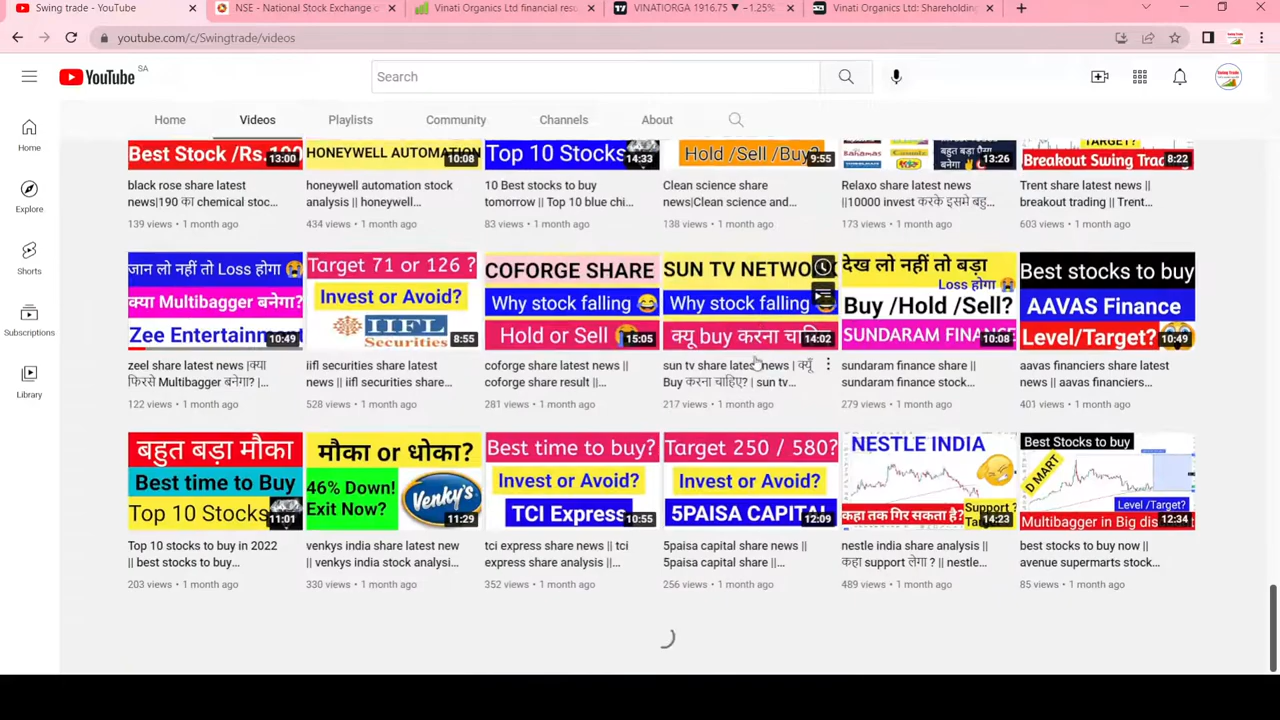 Swing trade - YouTube
NSE - National Stock Exchange o
Vinati Organics Ltd financial resu
VINATIORGA 1916.75 ▼ −1.25%
Vinati Organics Ltd: Shareholding
youtube.com/c/Swingtrade/videos
YouTube SA
Search
Home Videos Playlists Community Channels About
Home
Explore
Shorts
Subscriptions
Library
Best Stock /Rs.190
13:00
HONEYWELL AUTOMATION
10:08
Top 10 Stocks
14:33
Hold /Sell /Buy?
9:55
13:26
TARGET?
Breakout Swing Trad
8:22
black rose share latest
news|190 का chemical stoc...
139 views • 1 month ago
honeywell automation stock
analysis || honeywell...
434 views • 1 month ago
10 Best stocks to buy
tomorrow || Top 10 blue chi...
83 views • 1 month ago
Clean science share
news|Clean science and...
138 views • 1 month ago
Relaxo share latest news
||10000 invest करके इसमे बहु...
173 views • 1 month ago
Trent share latest news ||
breakout trading || Trent...
603 views • 1 month ago
जान लो नहीं तो Loss होगा
क्या Multibagger बनेगा?
Zee Entertainment
10:49
Target 71 or 126 ?
Invest or Avoid?
IIFL
Securities
8:55
COFORGE SHARE
Why stock falling
Hold or Sell
15:05
SUN TV NETWO
Why stock falling
क्यू buy करना चाहि
14:02
देख लो नहीं तो बड़ा
Loss होगा
Buy /Hold /Sell?
SUNDARAM FINANCE
10:08
Best stocks to buy
AAVAS Finance
Level/Target?
10:49
zeel share latest news |क्या
फिरसे Multibagger बनेगा? |...
122 views • 1 month ago
iifl securities share latest
news || iifl securities share...
528 views • 1 month ago
coforge share latest news ||
coforge share result ||...
281 views • 1 month ago
sun tv share latest news | क्यूँ
Buy करना चाहिए? | sun tv...
217 views • 1 month ago
sundaram finance share ||
sundaram finance stock...
279 views • 1 month ago
aavas financiers share latest
news || aavas financiers...
401 views • 1 month ago
बहुत बड़ा मौका
Best time to Buy
Top 10 Stocks
11:01
मौका or धोका?
46% Down!
Exit Now?
Venky's
11:29
Best time to buy?
Invest or Avoid?
TCI Express
10:55
Target 250 / 580?
Invest or Avoid?
5PAISA CAPITAL
12:09
NESTLE INDIA
कहा तक गिर सकता है?
Support ?
14:23
Best Stocks to buy
D MART
Level /Target?
Multibagger in Big dis
12:34
Top 10 stocks to buy in 2022
|| best stocks to buy...
203 views • 1 month ago
venkys india share latest new
|| venkys india stock analysi...
330 views • 1 month ago
tci express share news || tci
express share analysis ||...
352 views • 1 month ago
5paisa capital share news ||
5paisa capital share ||...
256 views • 1 month ago
nestle india share analysis ||
कहा support लेगा ? || nestle...
489 views • 1 month ago
best stocks to buy now ||
avenue supermarts stock...
85 views • 1 month ago